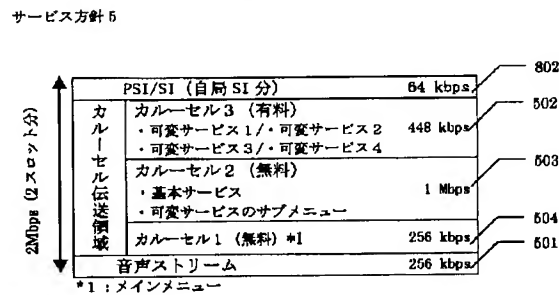 サービス方針 5
PSI/SI (自局 SI 分) 64 kbps
802
カルーセル伝送領域
カルーセル 3 (有料)
・可変サービス 1/・可変サービス 2 448 kbps
・可変サービス 3/・可変サービス 4
502
カルーセル 2 (無料)
・基本サービス 1 Mbps
・可変サービスのサブメニュー
503
カルーセル 1 (無料) *1 256 kbps
504
音声ストリーム 256 kbps
501
2Mbps (2 スロット分)
*1 : メインメニュー